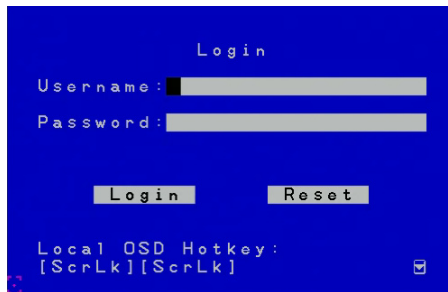 Login
Username:
Password:
Login Reset
Local OSD Hotkey:
[ScrLk][ScrLk]